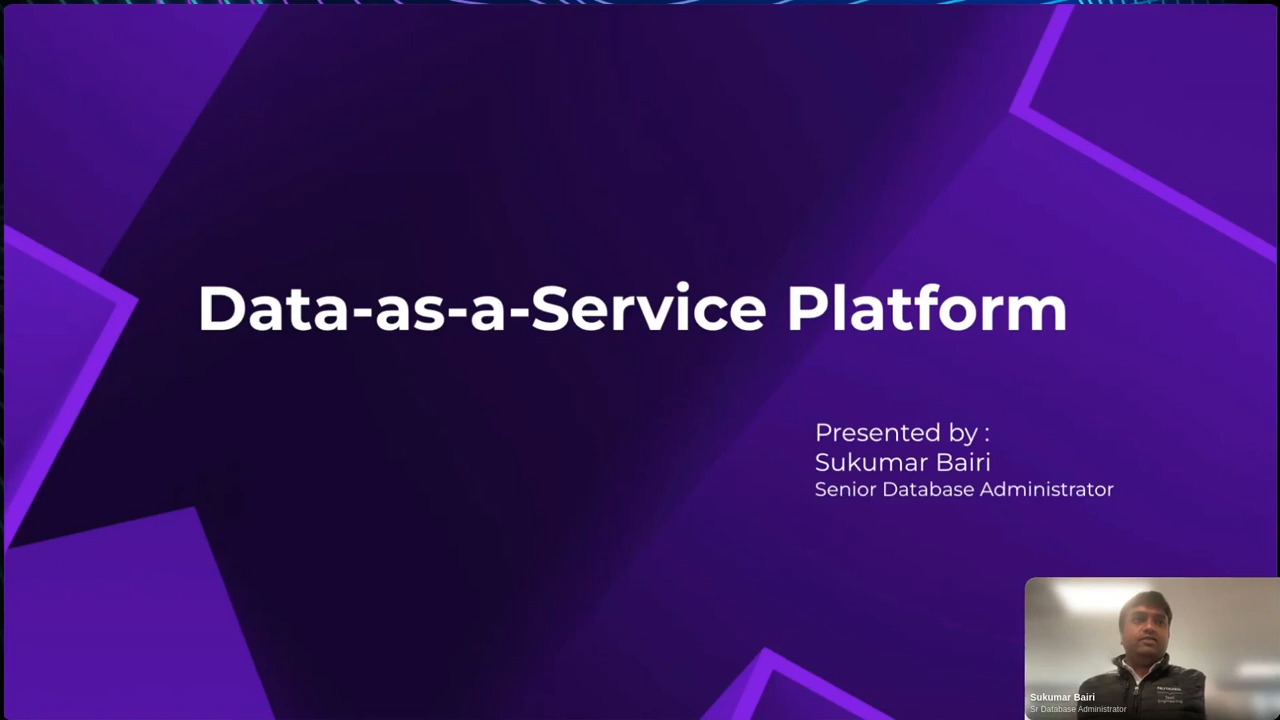 Data-as-a-Service Platform
Presented by :
Sukumar Bairi
Senior Database Administrator
Sukumar Bairi
Sr Database Administrator